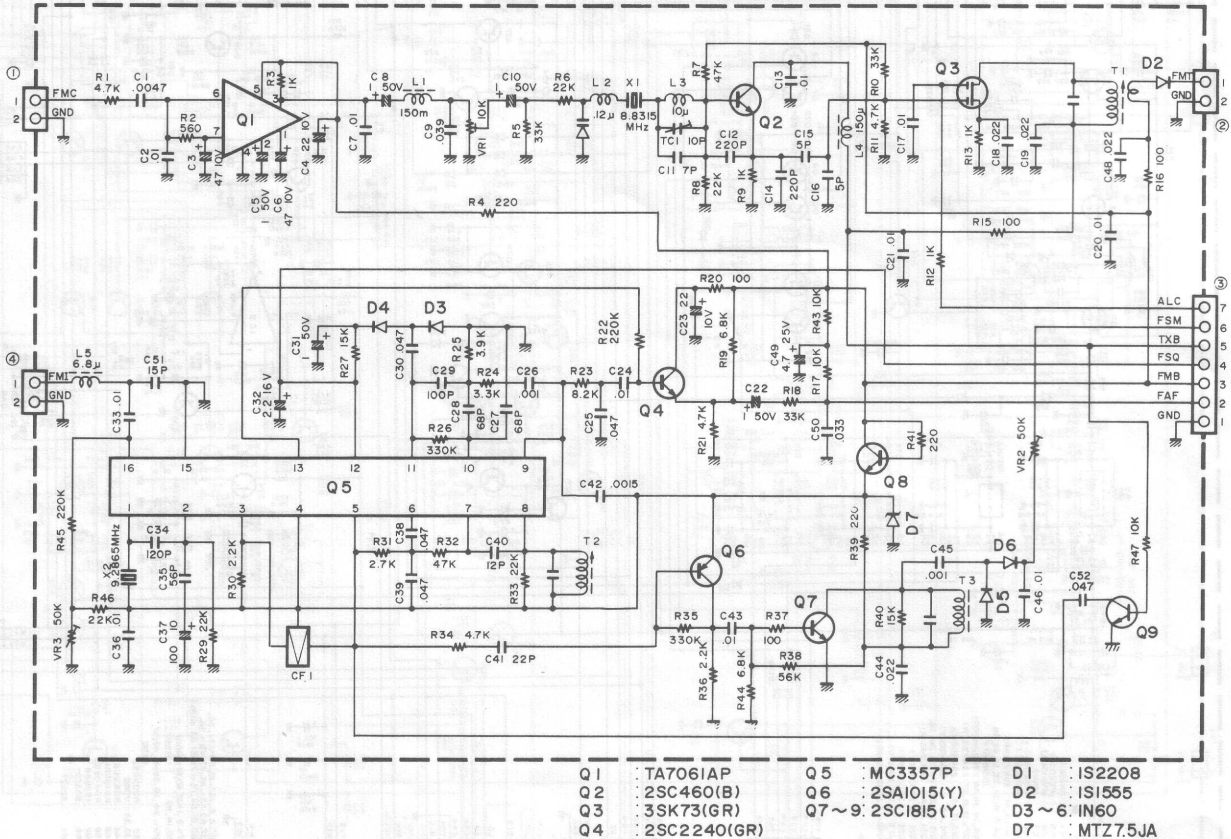 ①
1 FMC
2 GND
R1 4.7K
C1 .0047
C2 .01
R2 560
C3 47 10V
6
7
5
3
4
2
1
Q1
R3 1K
C4 22 10V
C5 1 50V
C6 47 10V
C7 .01
C8 1 50V
L1 150m
C9 .039
VR1 10K
C10 1 50V
R5 33K
R6 22K
L2 .12μ
X1 8.8315 MHz
L3 10μ
TC1 10P
C11 7P
R7 47K
R8 22K
Q2
C12 220P
R9 1K
C13 .01
C14 220P
C15 5P
C16 5P
L4 150μ
R10 33K
R11 4.7K
C17 .01
Q3
R13 1K
C18 .022
C19 .022
T1
D2
FMT 1
GND 2
②
C48 .022
R16 100
R4 220
R15 100
C21 .01
R12 1K
C20 .01
③
ALC 7
FSM 6
TXB 5
FSQ 4
FMB 3
FAF 2
GND 1
④
1 FMI
2 GND
L5 6.8μ
C51 15P
C33 .01
C31 1 50V
D4
D3
R27 15K
C30 .047
R25 3.9K
C32 2.2 16V
C29 100P
R24 3.3K
C26 .001
C28 68P
C27 68P
R26 330K
R23 8.2K
C24 .01
C25 .047
R22 220K
Q4
C23 22 10V
R20 100
R19 6.8K
R21 4.7K
C22 1 50V
R18 33K
C49 4.7 25V
R43 10K
R17 10K
C50 .033
R41 220
Q8
VR2 50K
R47 10K
16 15 13 12 11 10 9
Q5
1 2 3 4 5 6 7 8
R45 220K
X2 9.2865MHz
C34 120P
C35 56P
R30 2.2K
R46 22K
VR3 50K
C36 .01
C37 100 10
R29 22K
CF1
R31 2.7K
C38 .047
R32 47K
C39 .047
C40 12P
R33 22K
T2
C42 .0015
R34 4.7K
C41 22P
Q6
R35 330K
R36 2.2K
C43 .01
R44 6.8K
R37 100
R38 56K
Q7
R39 220
D7
C45 .001
D6
R40 15K
C44 .022
T3
D5
C46 .01
C52 .047
Q9
Q1 : TA7061AP Q5 : MC3357P D1 : IS2208
Q2 : 2SC460(B) Q6 : 2SA1015(Y) D2 : IS1555
Q3 : 3SK73(GR) Q7~9 : 2SC1815(Y) D3~6 : IN60
Q4 : 2SC2240(GR) D7 : MTZ7.5JA